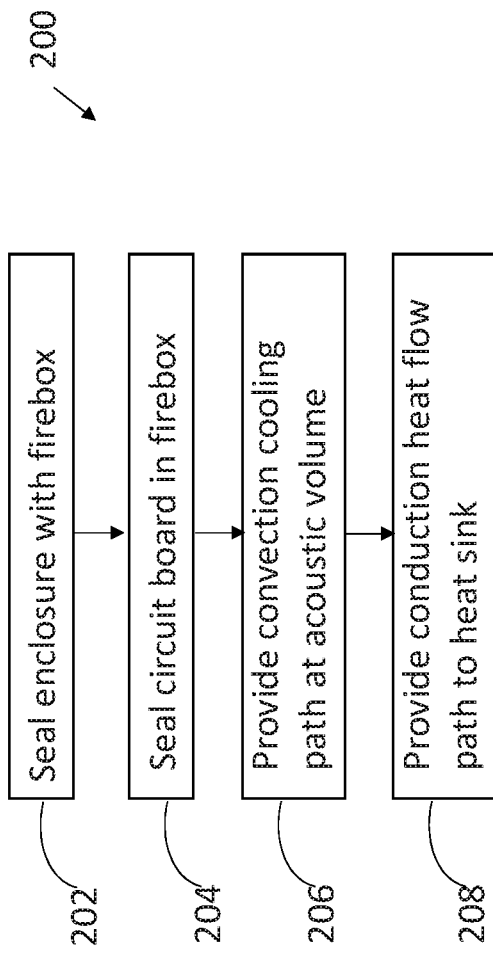 200
202
Seal enclosure with firebox
204
Seal circuit board in firebox
206
Provide convection cooling
path at acoustic volume
208
Provide conduction heat flow
path to heat sink